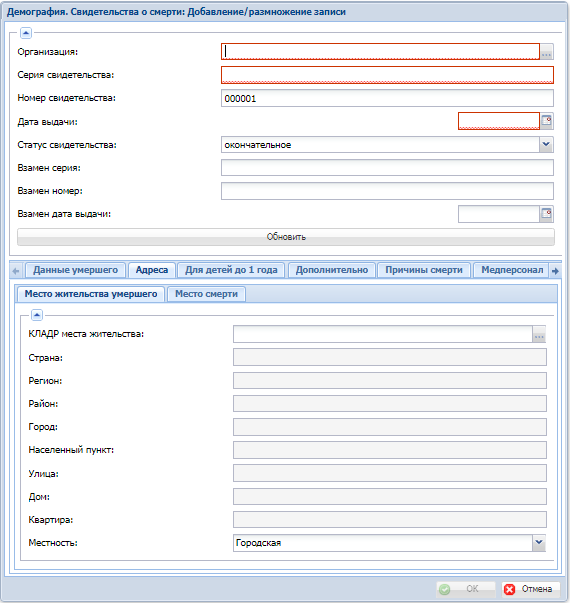 Демография. Свидетельства о смерти: Добавление/размножение записи
Организация:
...
Серия свидетельства:
Номер свидетельства: 000001
Дата выдачи:
Статус свидетельства: окончательное
Взамен серия:
Взамен номер:
Взамен дата выдачи:
Обновить
Данные умершего Адреса Для детей до 1 года Дополнительно Причины смерти Медперсонал
Место жительства умершего Место смерти
КЛАДР места жительства: ...
Страна:
Регион:
Район:
Город:
Населенный пункт:
Улица:
Дом:
Квартира:
Местность: Городская
ОК Отмена